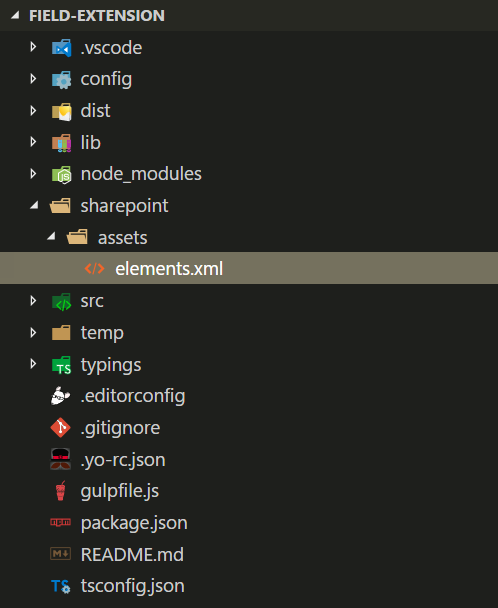 FIELD-EXTENSION
.vscode
config
dist
lib
node_modules
sharepoint
assets
elements.xml
src
temp
typings
.editorconfig
.gitignore
.yo-rc.json
gulpfile.js
package.json
README.md
TS tsconfig.json